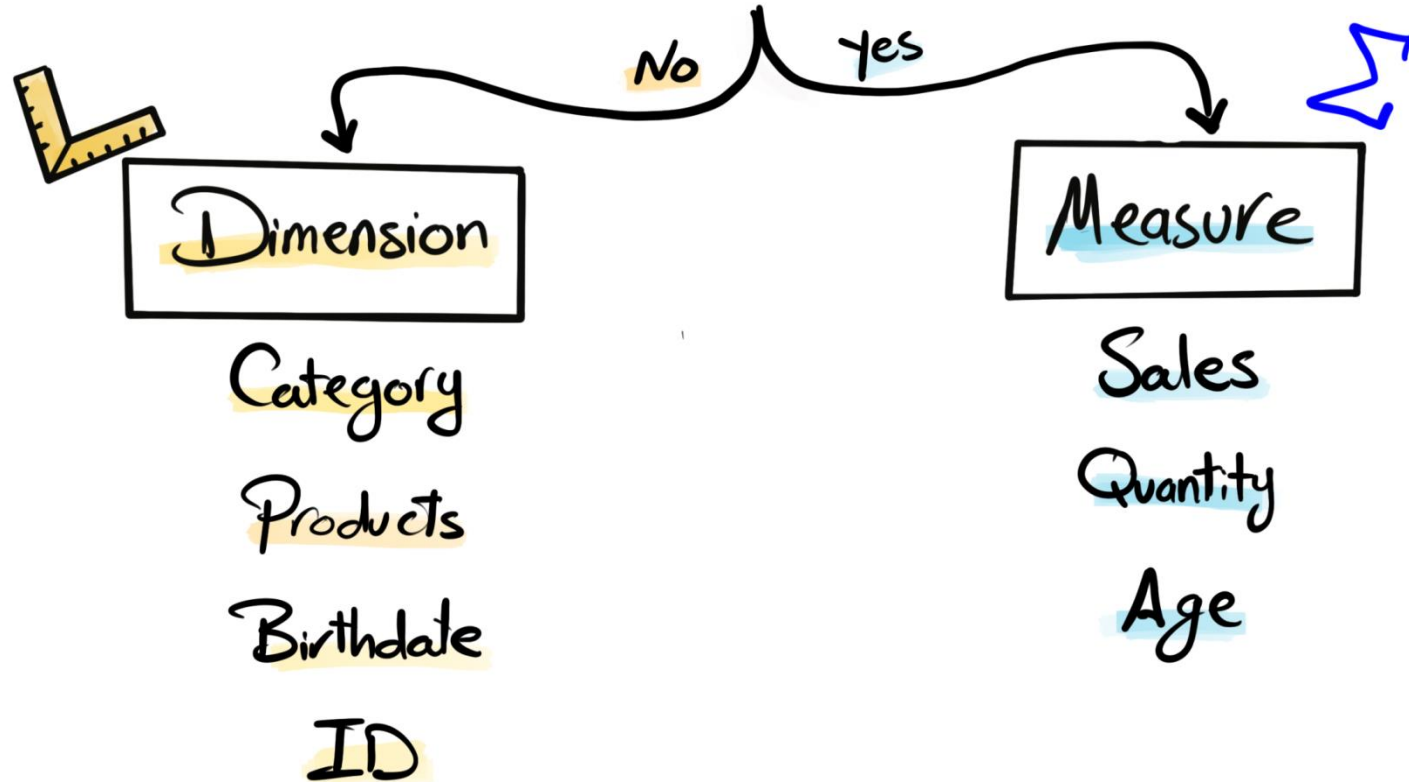 No
yes
Dimension
Measure
Category
Sales
Products
Quantity
Birthdate
Age
ID